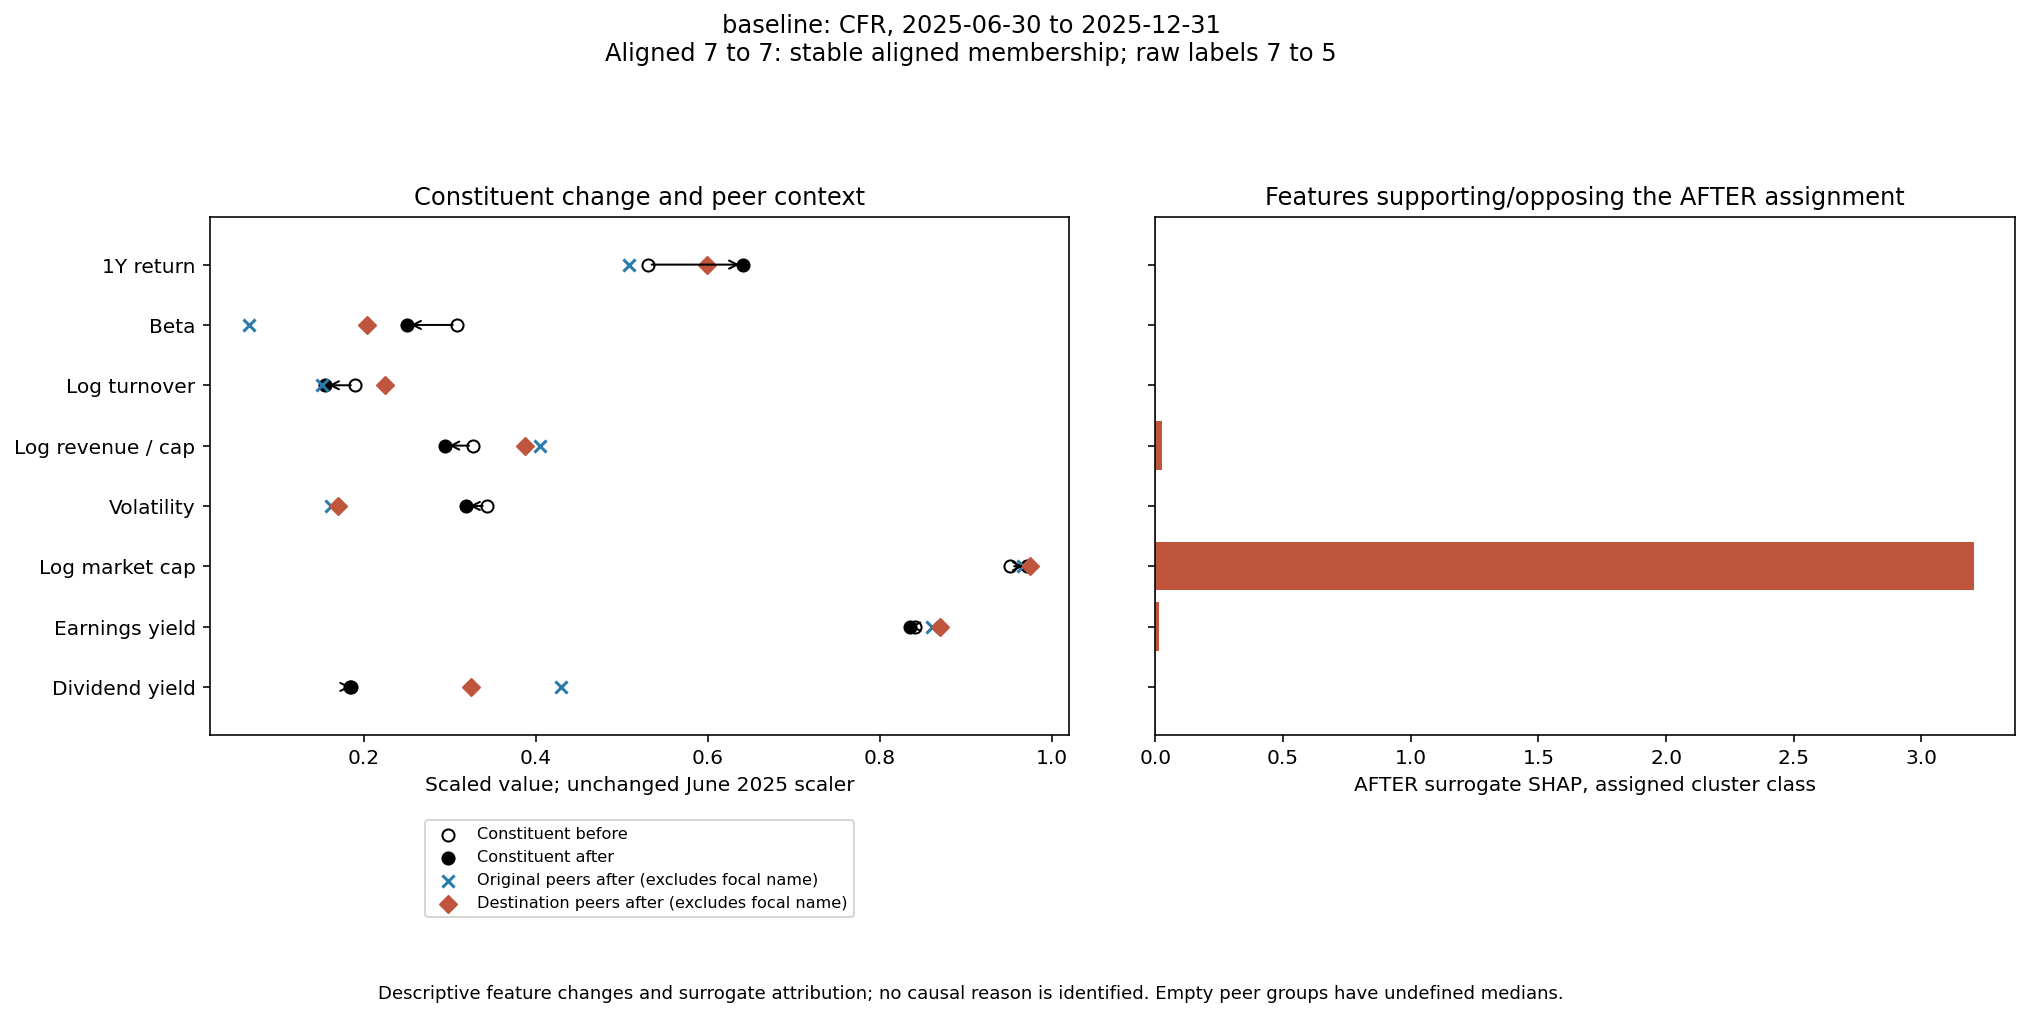 baseline: CFR, 2025-06-30 to 2025-12-31
Aligned 7 to 7: stable aligned membership; raw labels 7 to 5
Constituent change and peer context
1Y return
Beta
Log turnover
Log revenue / cap
Volatility
Log market cap
Earnings yield
Dividend yield
0.2 0.4 0.6 0.8 1.0
Scaled value; unchanged June 2025 scaler
Constituent before
Constituent after
Original peers after (excludes focal name)
Destination peers after (excludes focal name)
Features supporting/opposing the AFTER assignment
0.0 0.5 1.0 1.5 2.0 2.5 3.0
AFTER surrogate SHAP, assigned cluster class
Descriptive feature changes and surrogate attribution; no causal reason is identified. Empty peer groups have undefined medians.